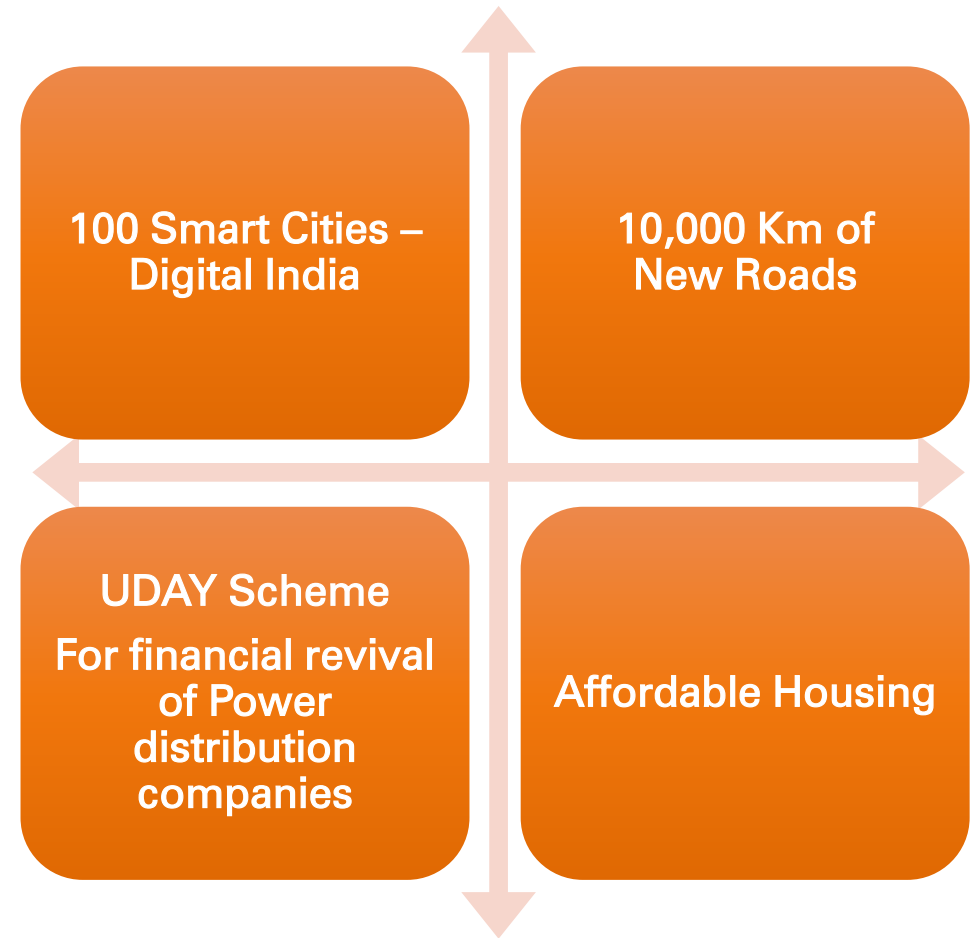 100 Smart Cities –
Digital India
10,000 Km of
New Roads
UDAY Scheme
For financial revival
of Power
distribution
companies
Affordable Housing